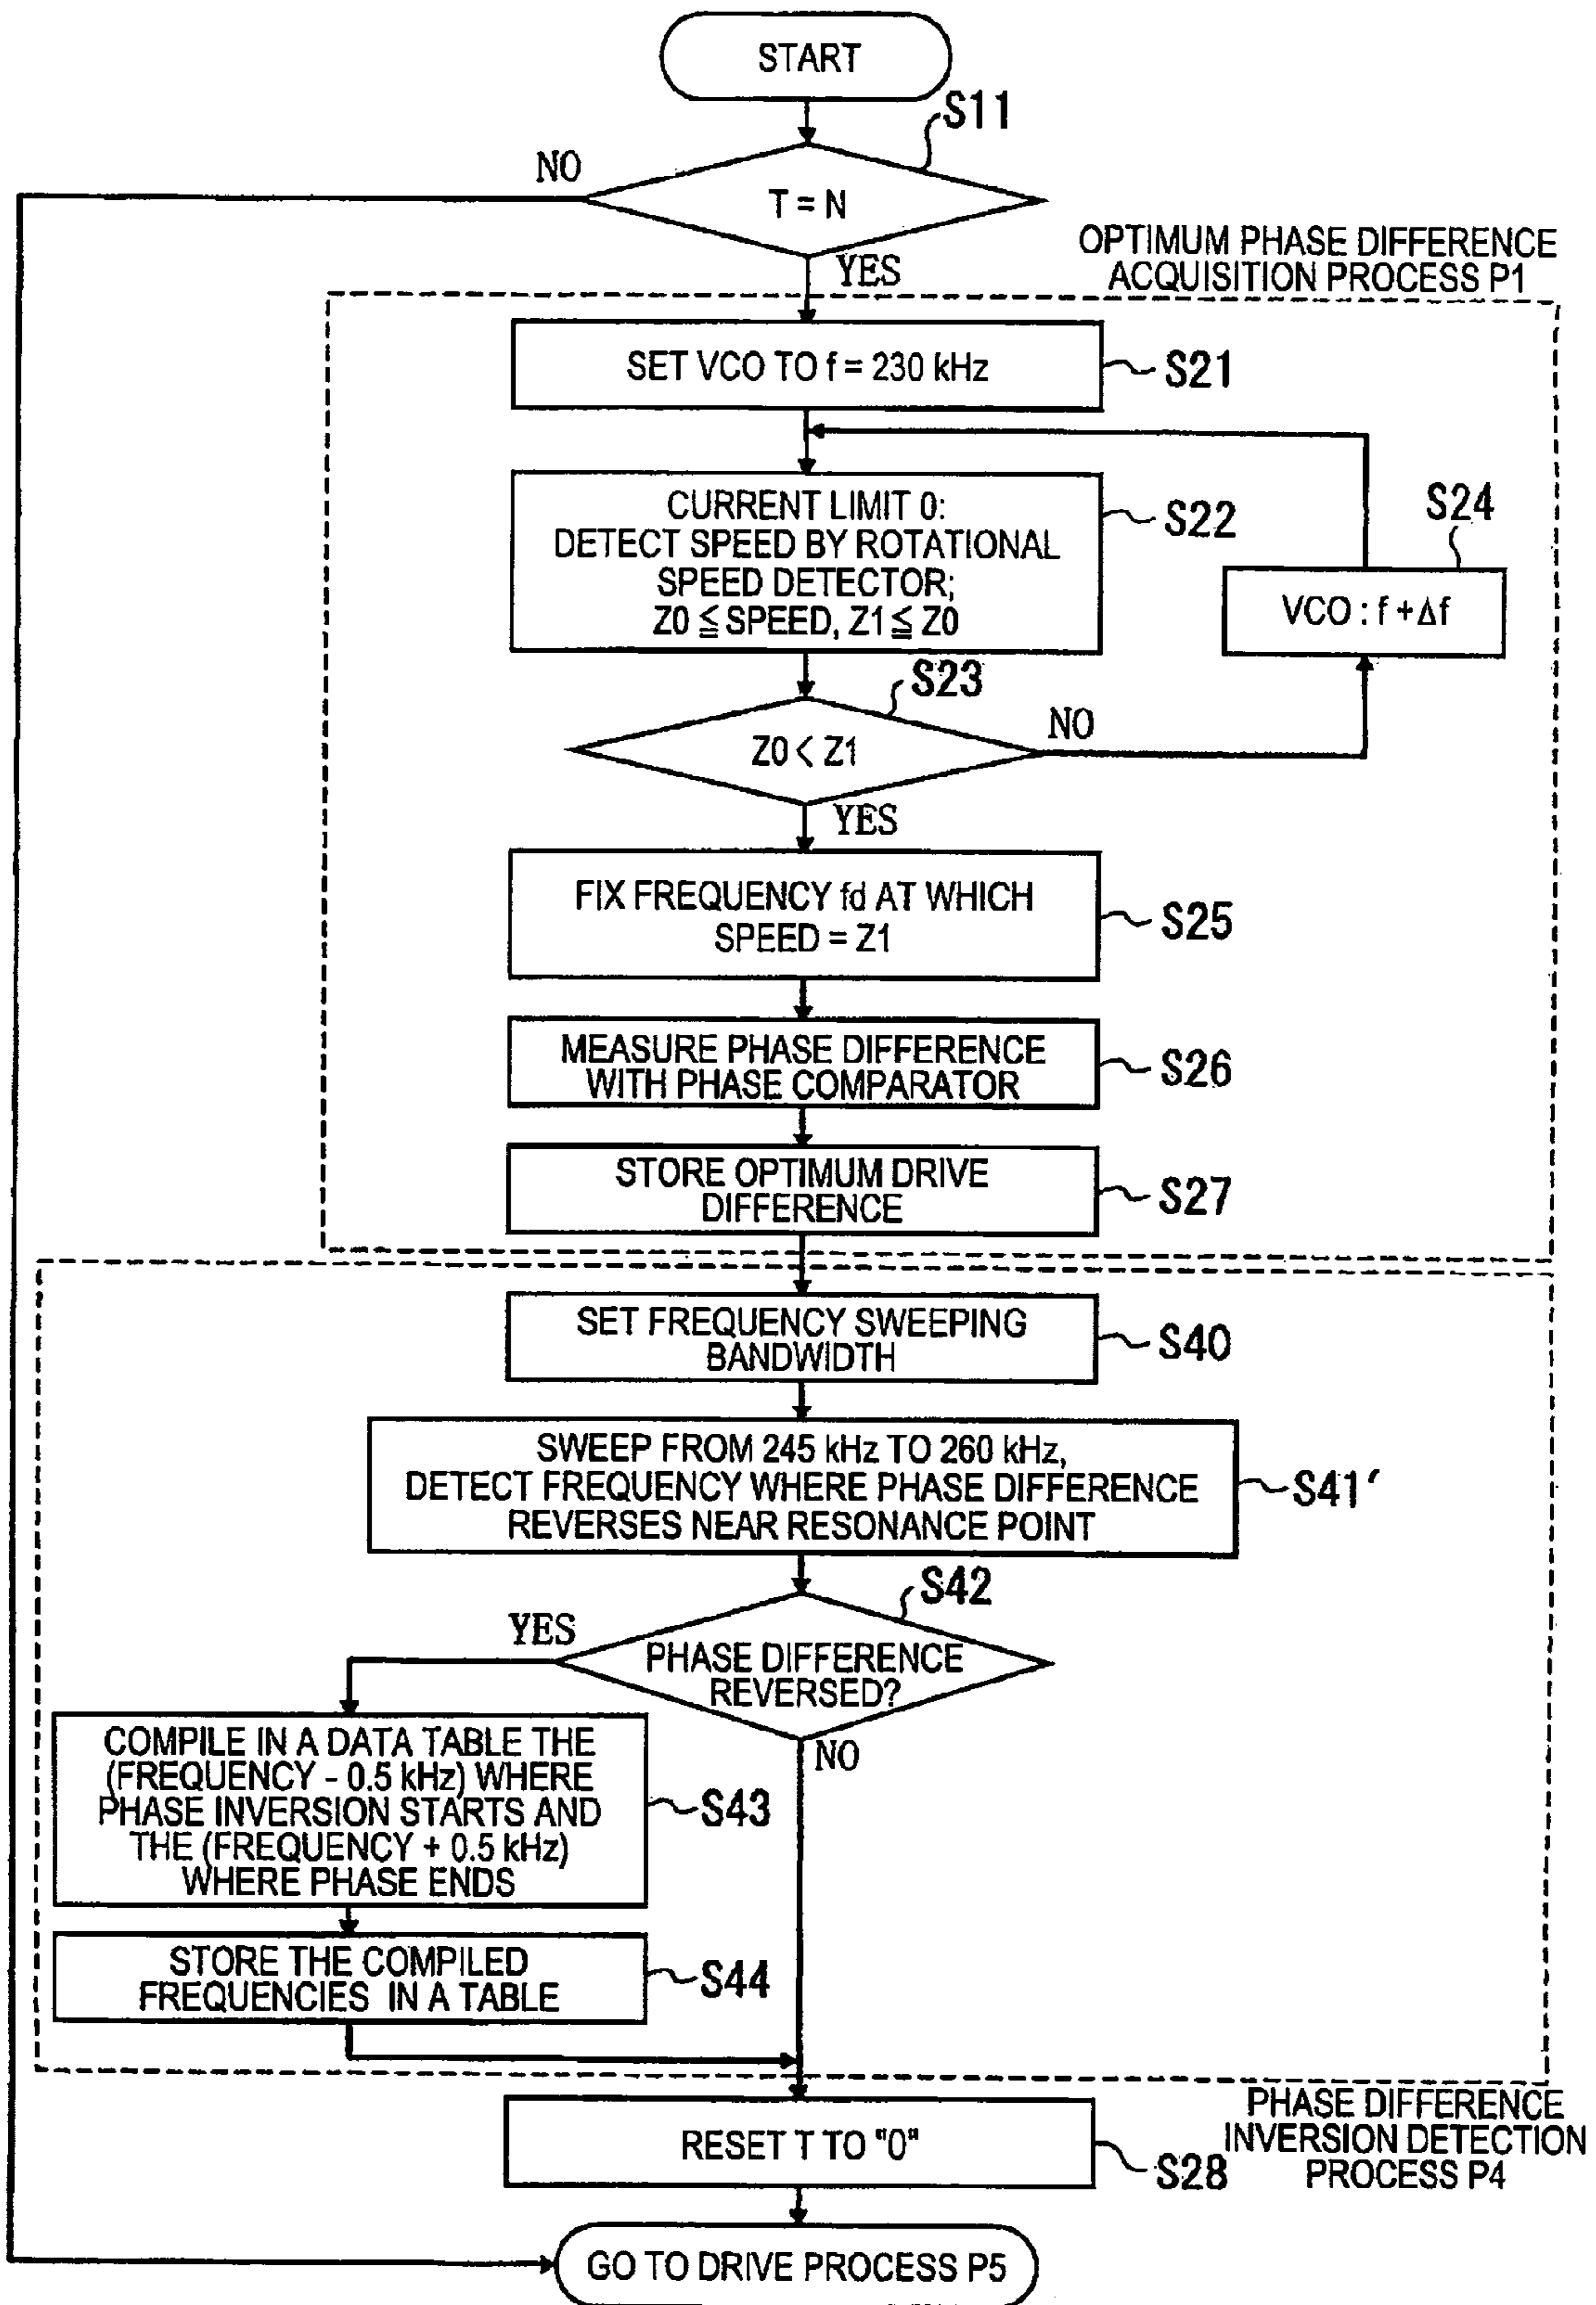 START
S11
NO
T = N
YES
OPTIMUM PHASE DIFFERENCE
ACQUISITION PROCESS P1
SET VCO TO f = 230 kHz
S21
CURRENT LIMIT 0:
DETECT SPEED BY ROTATIONAL
SPEED DETECTOR;
Z0 ≦ SPEED, Z1 ≦ Z0
S22
S24
VCO : f + Δf
S23
Z0 < Z1
NO
YES
FIX FREQUENCY fd AT WHICH
SPEED = Z1
S25
MEASURE PHASE DIFFERENCE
WITH PHASE COMPARATOR
S26
STORE OPTIMUM DRIVE
DIFFERENCE
S27
SET FREQUENCY SWEEPING
BANDWIDTH
S40
SWEEP FROM 245 kHz TO 260 kHz,
DETECT FREQUENCY WHERE PHASE DIFFERENCE
REVERSES NEAR RESONANCE POINT
S41'
S42
YES
PHASE DIFFERENCE
REVERSED?
NO
COMPILE IN A DATA TABLE THE
(FREQUENCY - 0.5 kHz) WHERE
PHASE INVERSION STARTS AND
THE (FREQUENCY + 0.5 kHz)
WHERE PHASE ENDS
S43
STORE THE COMPILED
FREQUENCIES IN A TABLE
S44
RESET T TO "0"
S28
PHASE DIFFERENCE
INVERSION DETECTION
PROCESS P4
GO TO DRIVE PROCESS P5